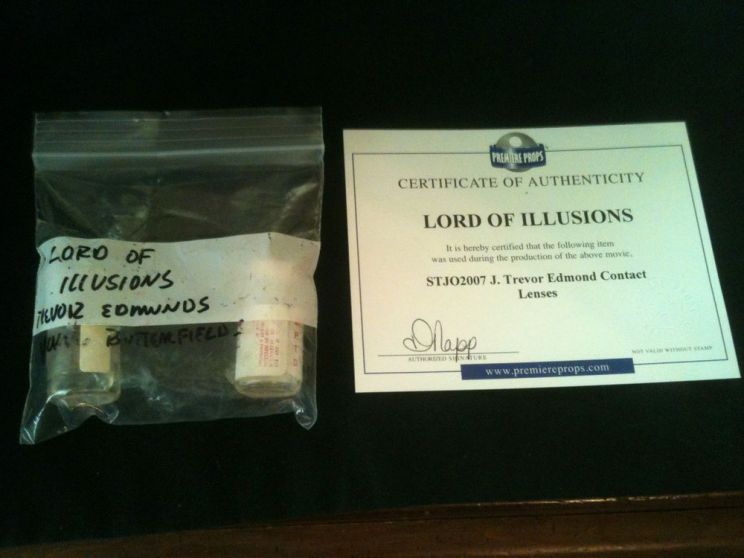 LORD OF
ILLUSIONS
TREVOR EDMUNDS
BUTTERFIELD
PREMIERE PROPS
CERTIFICATE OF AUTHENTICITY
LORD OF ILLUSIONS
It is hereby certified that the following item
was used during the production of the above movie.
STJO2007 J. Trevor Edmond Contact
Lenses
DNapp
AUTHORIZED SIGNATURE
NOT VALID WITHOUT STAMP
www.premiereprops.com